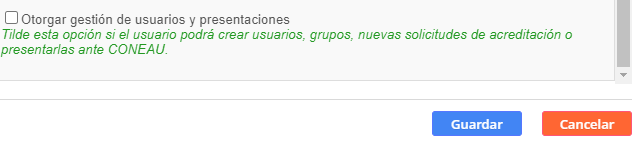 Otorgar gestión de usuarios y presentaciones
Tilde esta opción si el usuario podrá crear usuarios, grupos, nuevas solicitudes de acreditación o
presentarlas ante CONEAU.
Guardar Cancelar